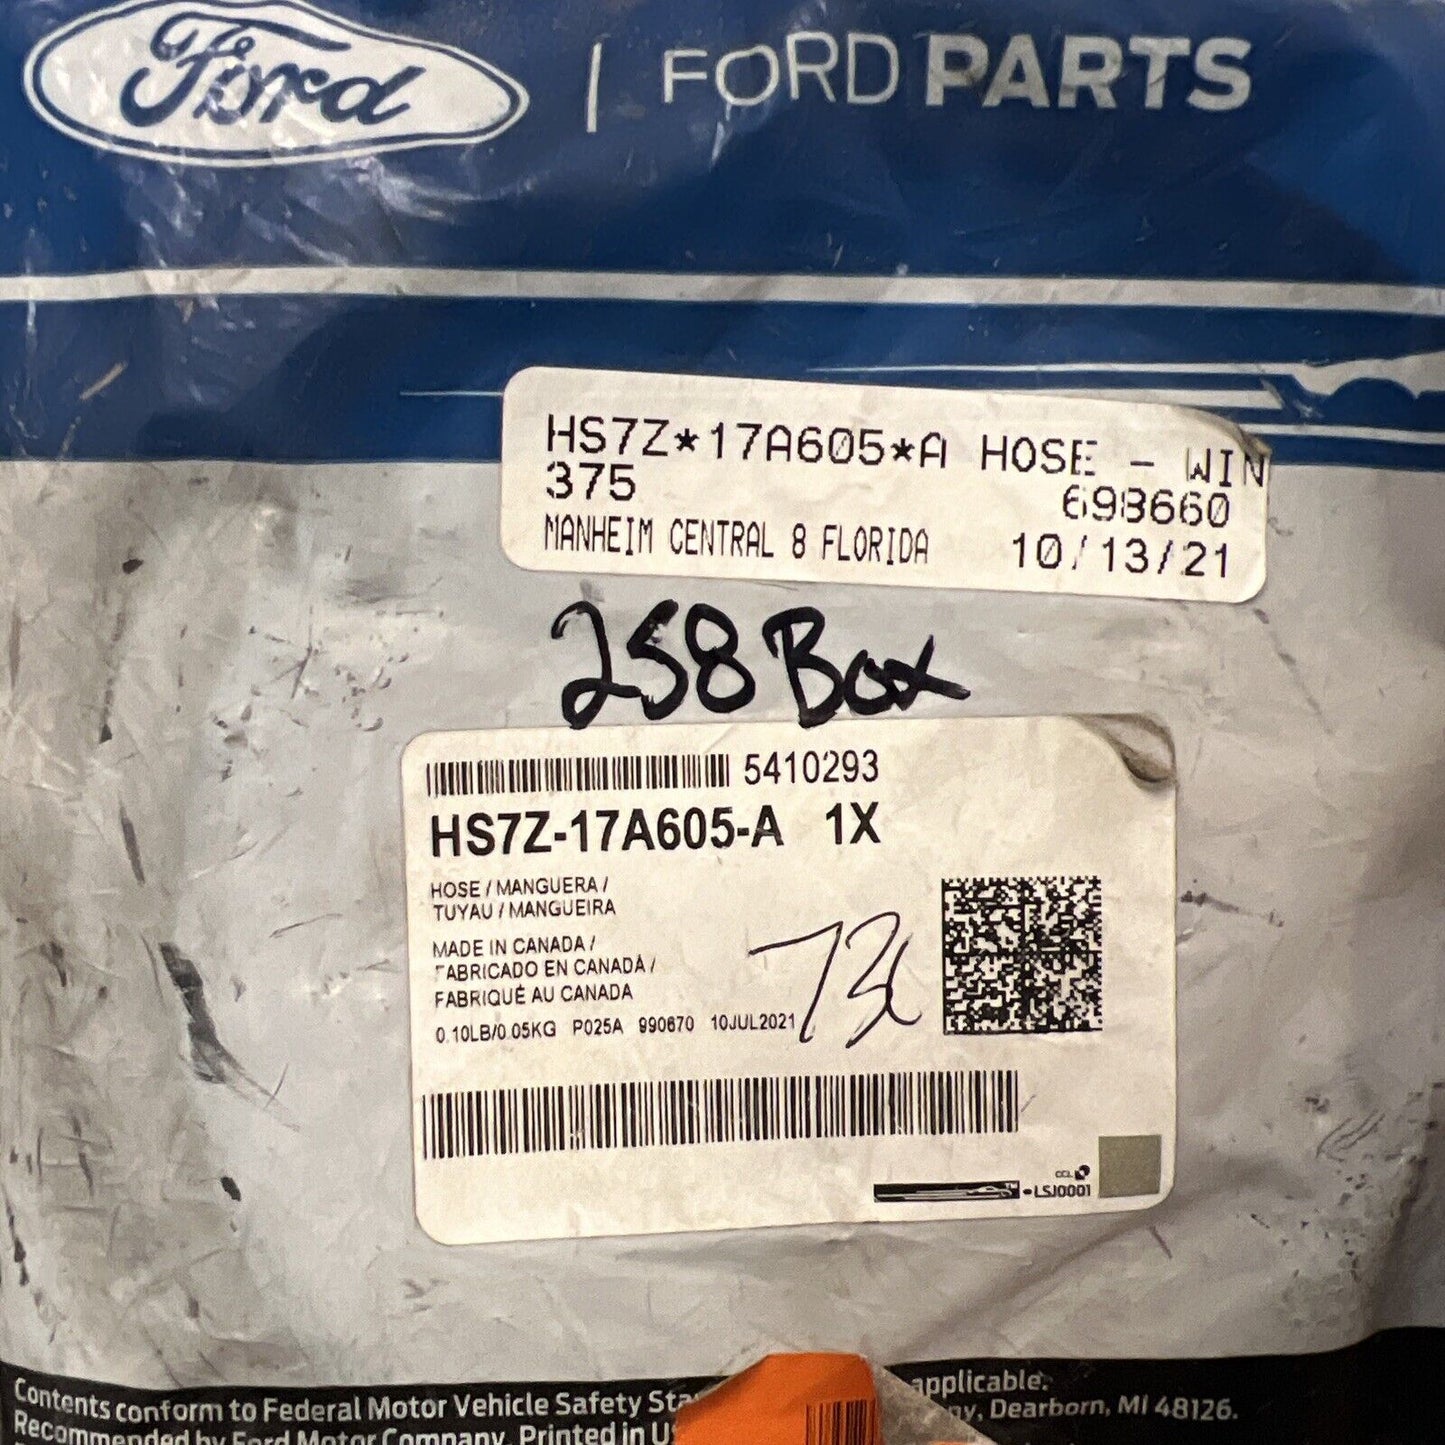 Ford | FORD PARTS
HS7Z*17A605*A HOSE - WIN
375 698660
MANHEIM CENTRAL 8 FLORIDA 10/13/21
258 Box
5410293
HS7Z-17A605-A 1X
HOSE / MANGUERA /
TUYAU / MANGUEIRA
MADE IN CANADA /
FABRICADO EN CANADÁ /
FABRIQUÉ AU CANADA
0.10LB/0.05KG P025A 990670 10JUL2021
CCL
LSJ0001
Contents conform to Federal Motor Vehicle Safety applicable.
Recommended by Ford Motor Company. Printed in Dearborn, MI 48126.